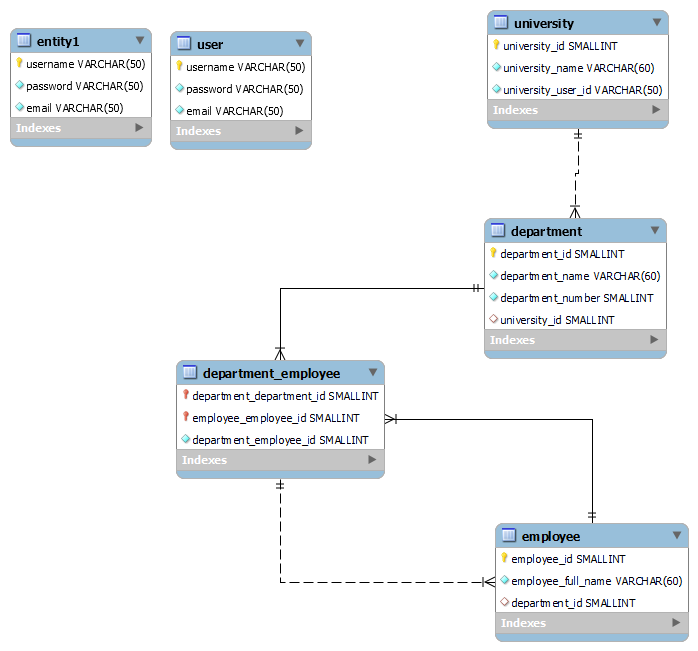 entity1
username VARCHAR(50)
password VARCHAR(50)
email VARCHAR(50)
Indexes
user
username VARCHAR(50)
password VARCHAR(50)
email VARCHAR(50)
Indexes
university
university_id SMALLINT
university_name VARCHAR(60)
university_user_id VARCHAR(50)
Indexes
department
department_id SMALLINT
department_name VARCHAR(60)
department_number SMALLINT
university_id SMALLINT
Indexes
department_employee
department_department_id SMALLINT
employee_employee_id SMALLINT
department_employee_id SMALLINT
Indexes
employee
employee_id SMALLINT
employee_full_name VARCHAR(60)
department_id SMALLINT
Indexes